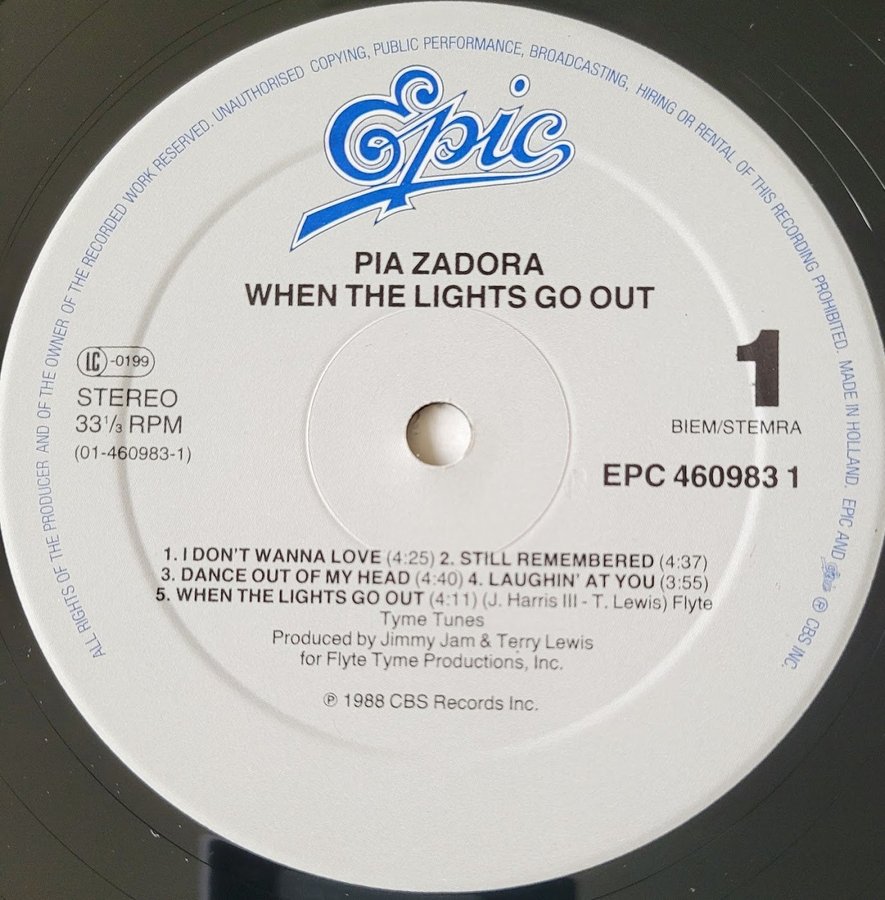 ALL RIGHTS OF THE PRODUCER AND OF THE OWNER OF THE RECORDED WORK RESERVED. UNAUTHORISED COPYING, PUBLIC PERFORMANCE, BROADCASTING, HIRING OR RENTAL OF THIS RECORDING PROHIBITED. MADE IN HOLLAND. EPIC AND Epic ℗ CBS INC.
Epic
PIA ZADORA
WHEN THE LIGHTS GO OUT
LC-0199
STEREO
33⅓ RPM
(01-460983-1)
1
BIEM/STEMRA
EPC 460983 1
1. I DON'T WANNA LOVE (4:25) 2. STILL REMEMBERED (4:37)
3. DANCE OUT OF MY HEAD (4:40) 4. LAUGHIN' AT YOU (3:55)
5. WHEN THE LIGHTS GO OUT (4:11) (J. Harris III - T. Lewis) Flyte
Tyme Tunes
Produced by Jimmy Jam & Terry Lewis
for Flyte Tyme Productions, Inc.
℗ 1988 CBS Records Inc.